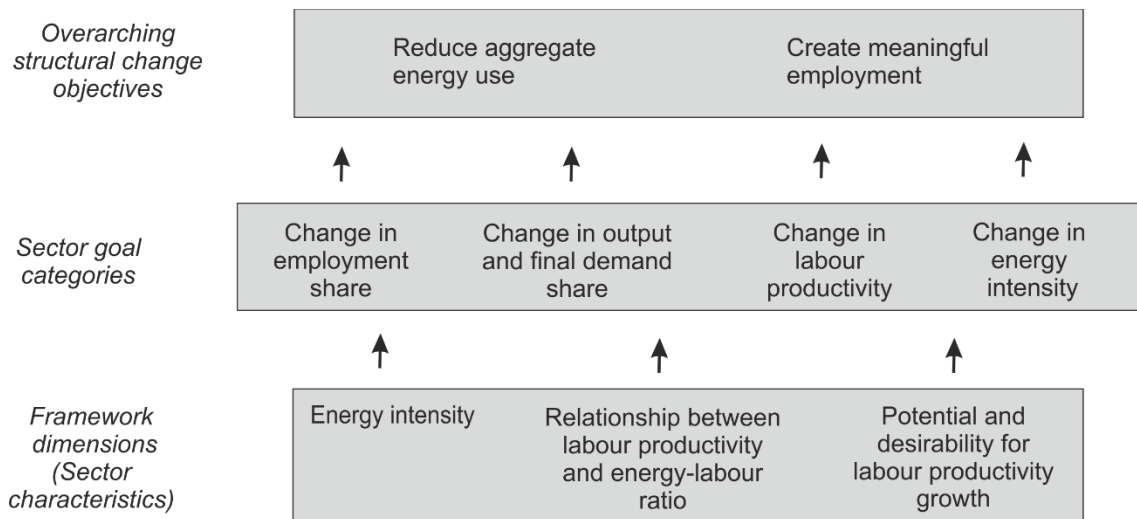 Overarching
structural change
objectives
Reduce aggregate
energy use
Create meaningful
employment
Sector goal
categories
Change in
employment
share
Change in output
and final demand
share
Change in
labour
productivity
Change in
energy
intensity
Framework
dimensions
(Sector
characteristics)
Energy intensity
Relationship between
labour productivity
and energy-labour
ratio
Potential and
desirability for
labour productivity
growth